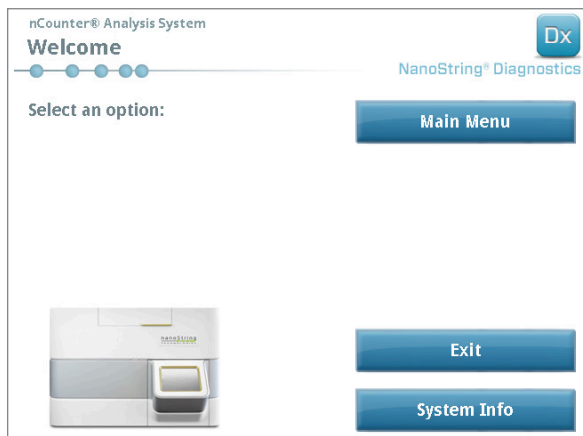 nCounter® Analysis System
Welcome
Dx
NanoString® Diagnostics
Select an option:
Main Menu
nanoString
Exit
System Info